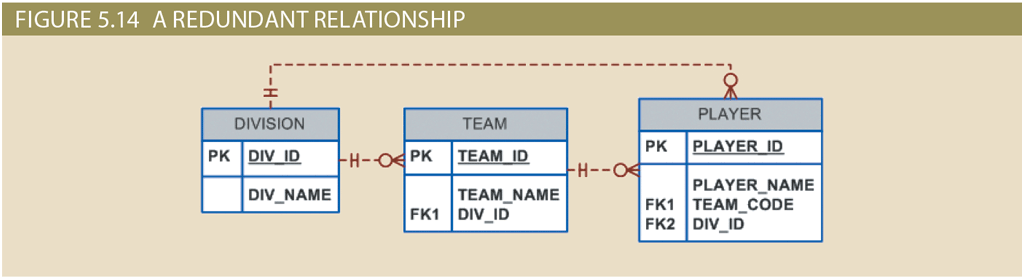 FIGURE 5.14 A REDUNDANT RELATIONSHIP
DIVISION
PK DIV_ID
DIV_NAME
TEAM
PK TEAM_ID
TEAM_NAME
FK1 DIV_ID
PLAYER
PK PLAYER_ID
PLAYER_NAME
FK1 TEAM_CODE
FK2 DIV_ID